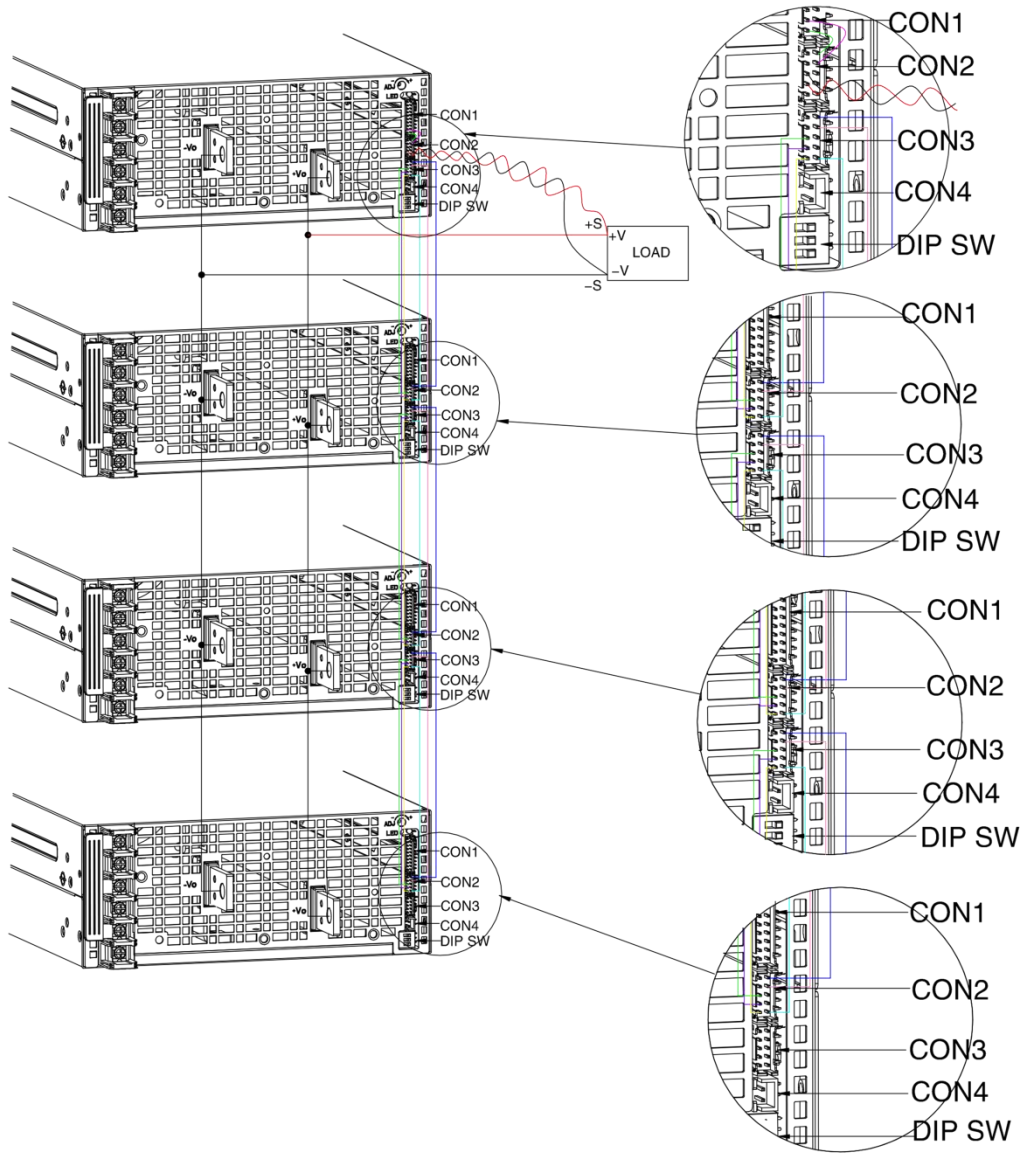 CON1
CON2
CON3
CON4
DIP SW
ADJ
- +
LED
-Vo
+Vo
CON1
CON2
CON3
CON4
DIP SW
+S
+V
LOAD
-V
-S
CON1
CON2
CON3
CON4
DIP SW
ADJ
- +
LED
-Vo
+Vo
CON1
CON2
CON3
CON4
DIP SW
CON1
CON2
CON3
CON4
DIP SW
ADJ
- +
LED
-Vo
+Vo
CON1
CON2
CON3
CON4
DIP SW
CON1
CON2
CON3
CON4
DIP SW
ADJ
- +
LED
-Vo
+Vo
CON1
CON2
CON3
CON4
DIP SW